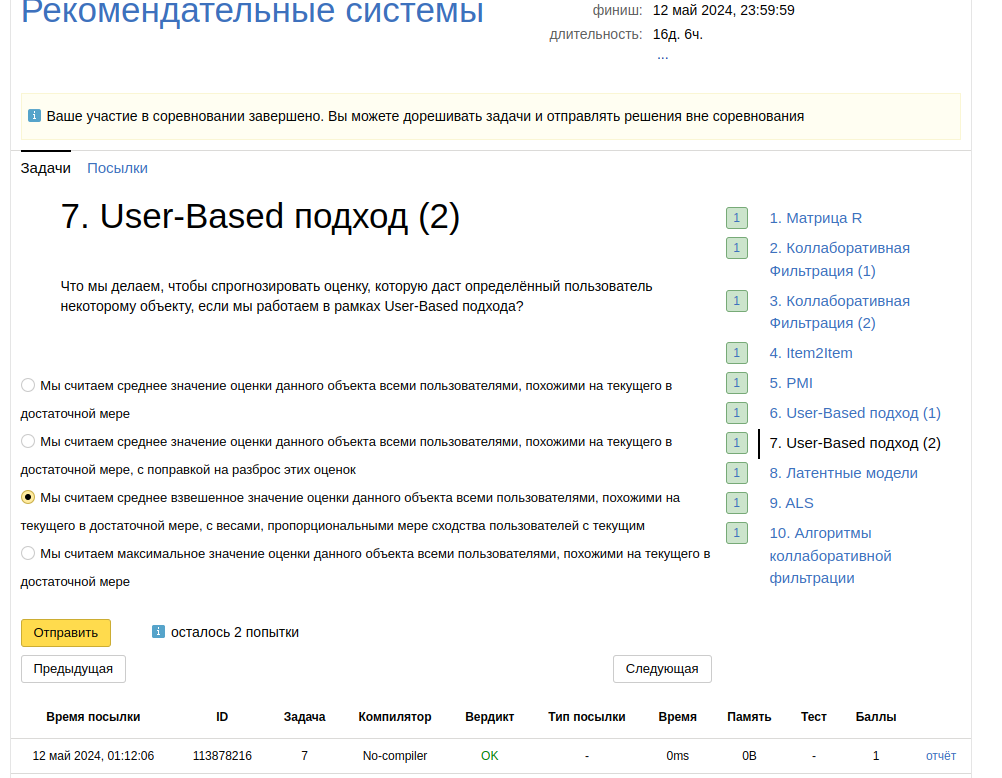 Рекомендательные системы
финиш: 12 май 2024, 23:59:59
длительность: 16д. 6ч.
...
Ваше участие в соревновании завершено. Вы можете дорешивать задачи и отправлять решения вне соревнования
Задачи Посылки
7. User-Based подход (2)
Что мы делаем, чтобы спрогнозировать оценку, которую даст определённый пользователь
некоторому объекту, если мы работаем в рамках User-Based подхода?
Мы считаем среднее значение оценки данного объекта всеми пользователями, похожими на текущего в
достаточной мере
Мы считаем среднее значение оценки данного объекта всеми пользователями, похожими на текущего в
достаточной мере, с поправкой на разброс этих оценок
Мы считаем среднее взвешенное значение оценки данного объекта всеми пользователями, похожими на
текущего в достаточной мере, с весами, пропорциональными мере сходства пользователей с текущим
Мы считаем максимальное значение оценки данного объекта всеми пользователями, похожими на текущего в
достаточной мере
1 1. Матрица R
1 2. Коллаборативная
Фильтрация (1)
1 3. Коллаборативная
Фильтрация (2)
1 4. Item2Item
1 5. PMI
1 6. User-Based подход (1)
1 7. User-Based подход (2)
1 8. Латентные модели
1 9. ALS
1 10. Алгоритмы
коллаборативной
фильтрации
Отправить осталось 2 попытки
Предыдущая Следующая
Время посылки ID Задача Компилятор Вердикт Тип посылки Время Память Тест Баллы
12 май 2024, 01:12:06 113878216 7 No-compiler OK - 0ms 0B - 1 отчёт